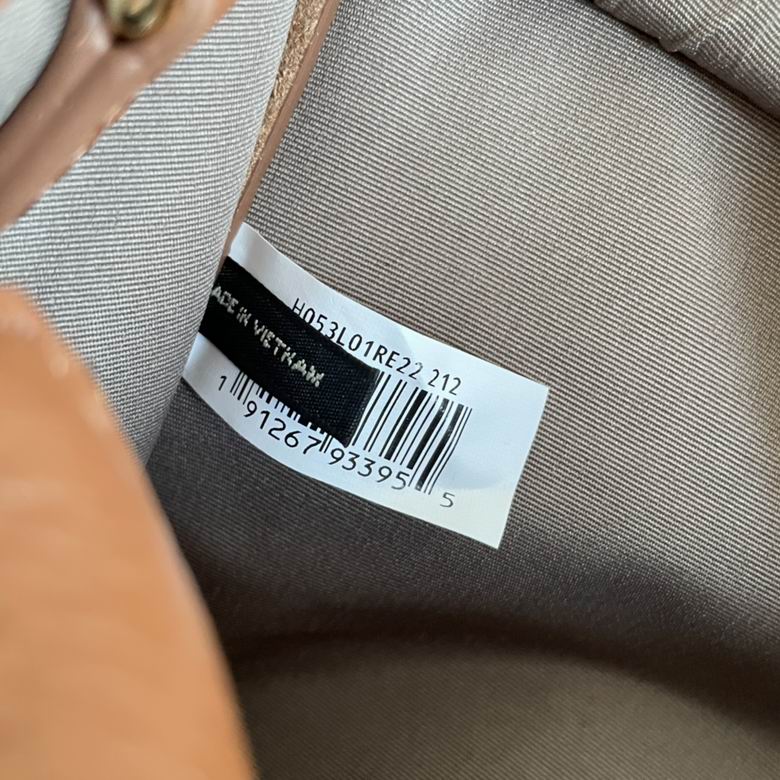 H053L01RE22 212
MADE IN VIETNAM
1 91267 93395 5